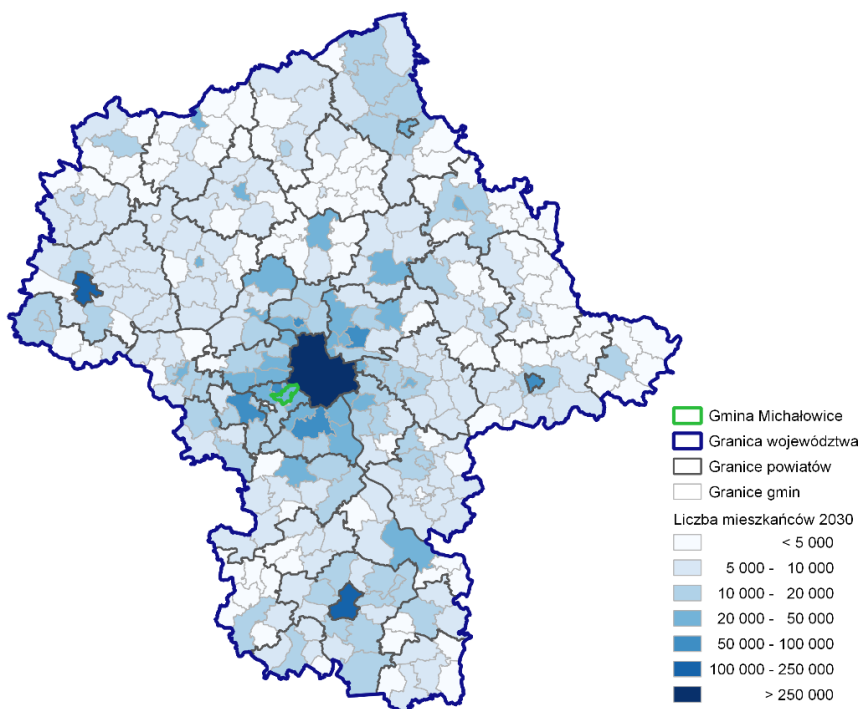 Gmina Michałowice
Granica województwa
Granice powiatów
Granice gmin
Liczba mieszkańców 2030
< 5 000
5 000 - 10 000
10 000 - 20 000
20 000 - 50 000
50 000 - 100 000
100 000 - 250 000
> 250 000